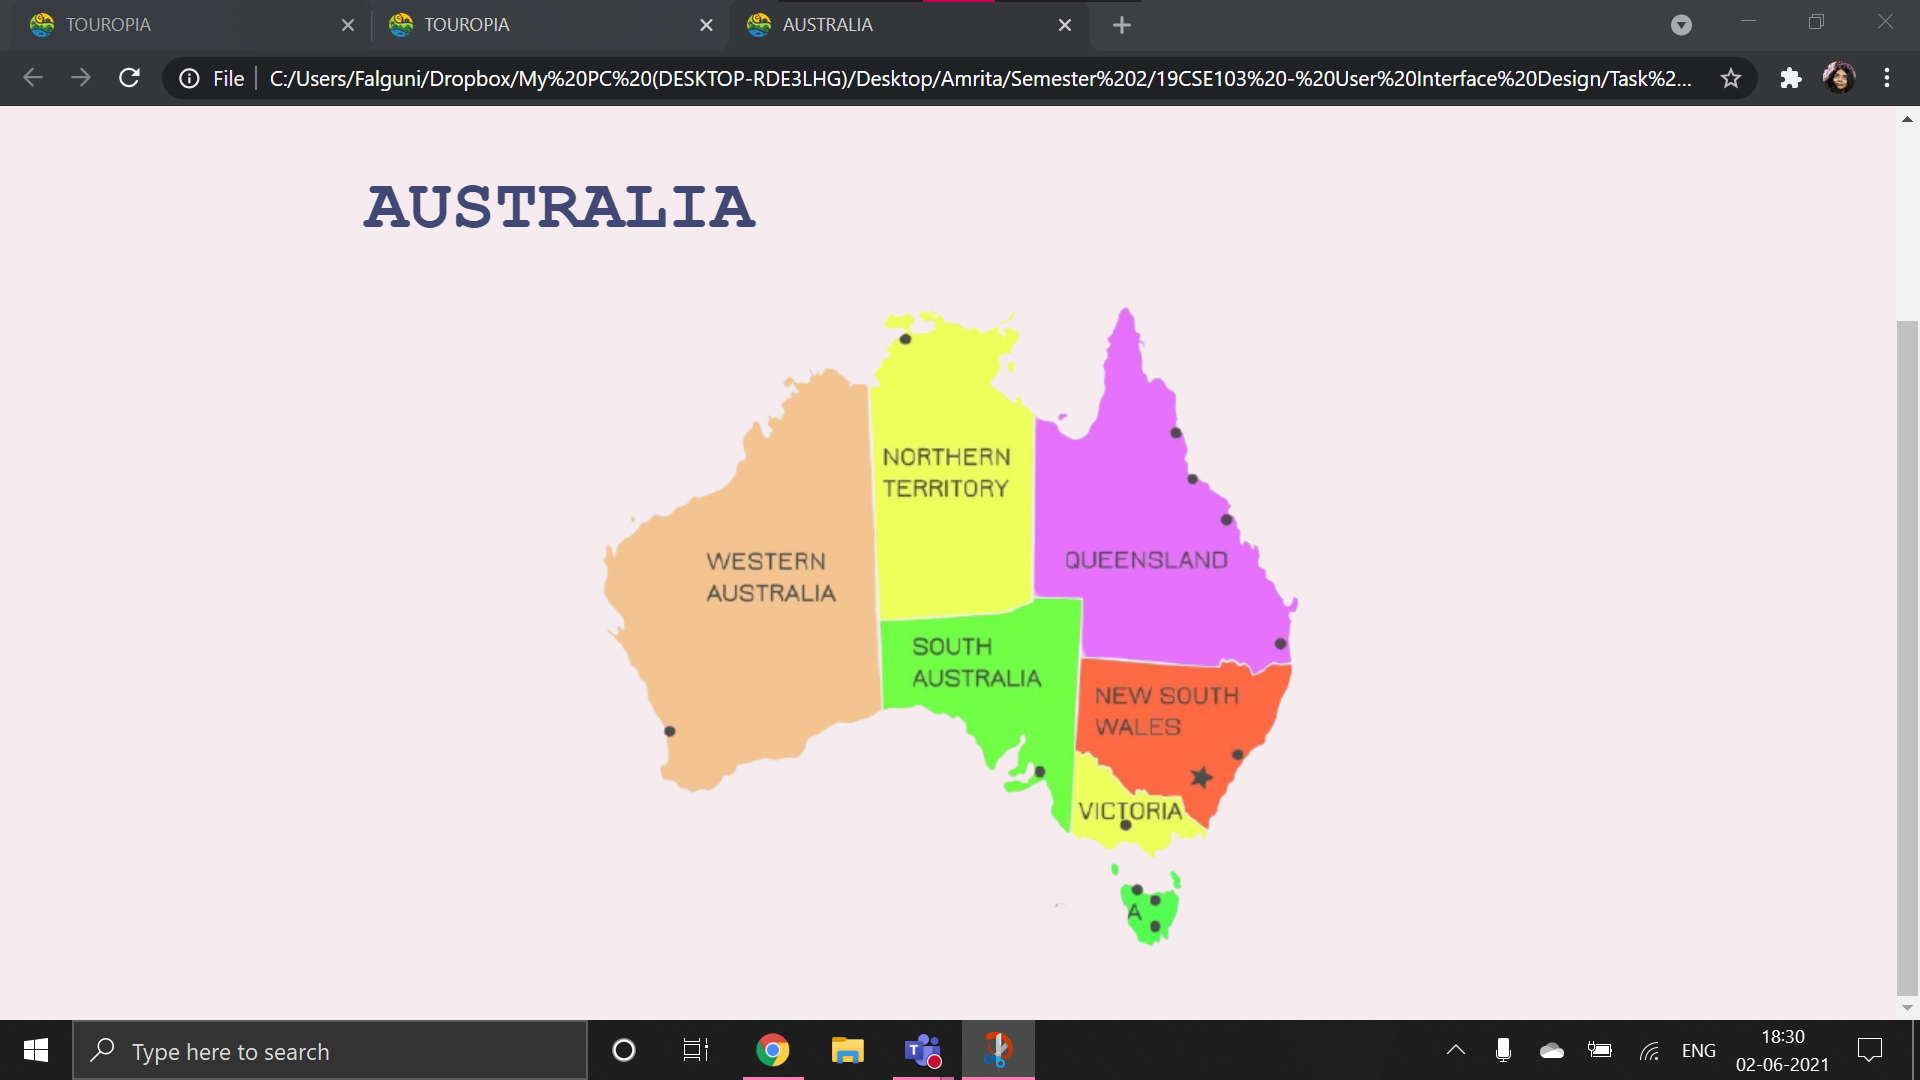 TOUROPIA
TOUROPIA
AUSTRALIA
File
C:/Users/Falguni/Dropbox/My%20PC%20(DESKTOP-RDE3LHG)/Desktop/Amrita/Semester%202/19CSE103%20-%20User%20Interface%20Design/Task%2...
AUSTRALIA
NORTHERN
TERRITORY
WESTERN
AUSTRALIA
QUEENSLAND
SOUTH
AUSTRALIA
NEW SOUTH
WALES
VICTORIA
A
Type here to search
T
ENG
18:30
02-06-2021